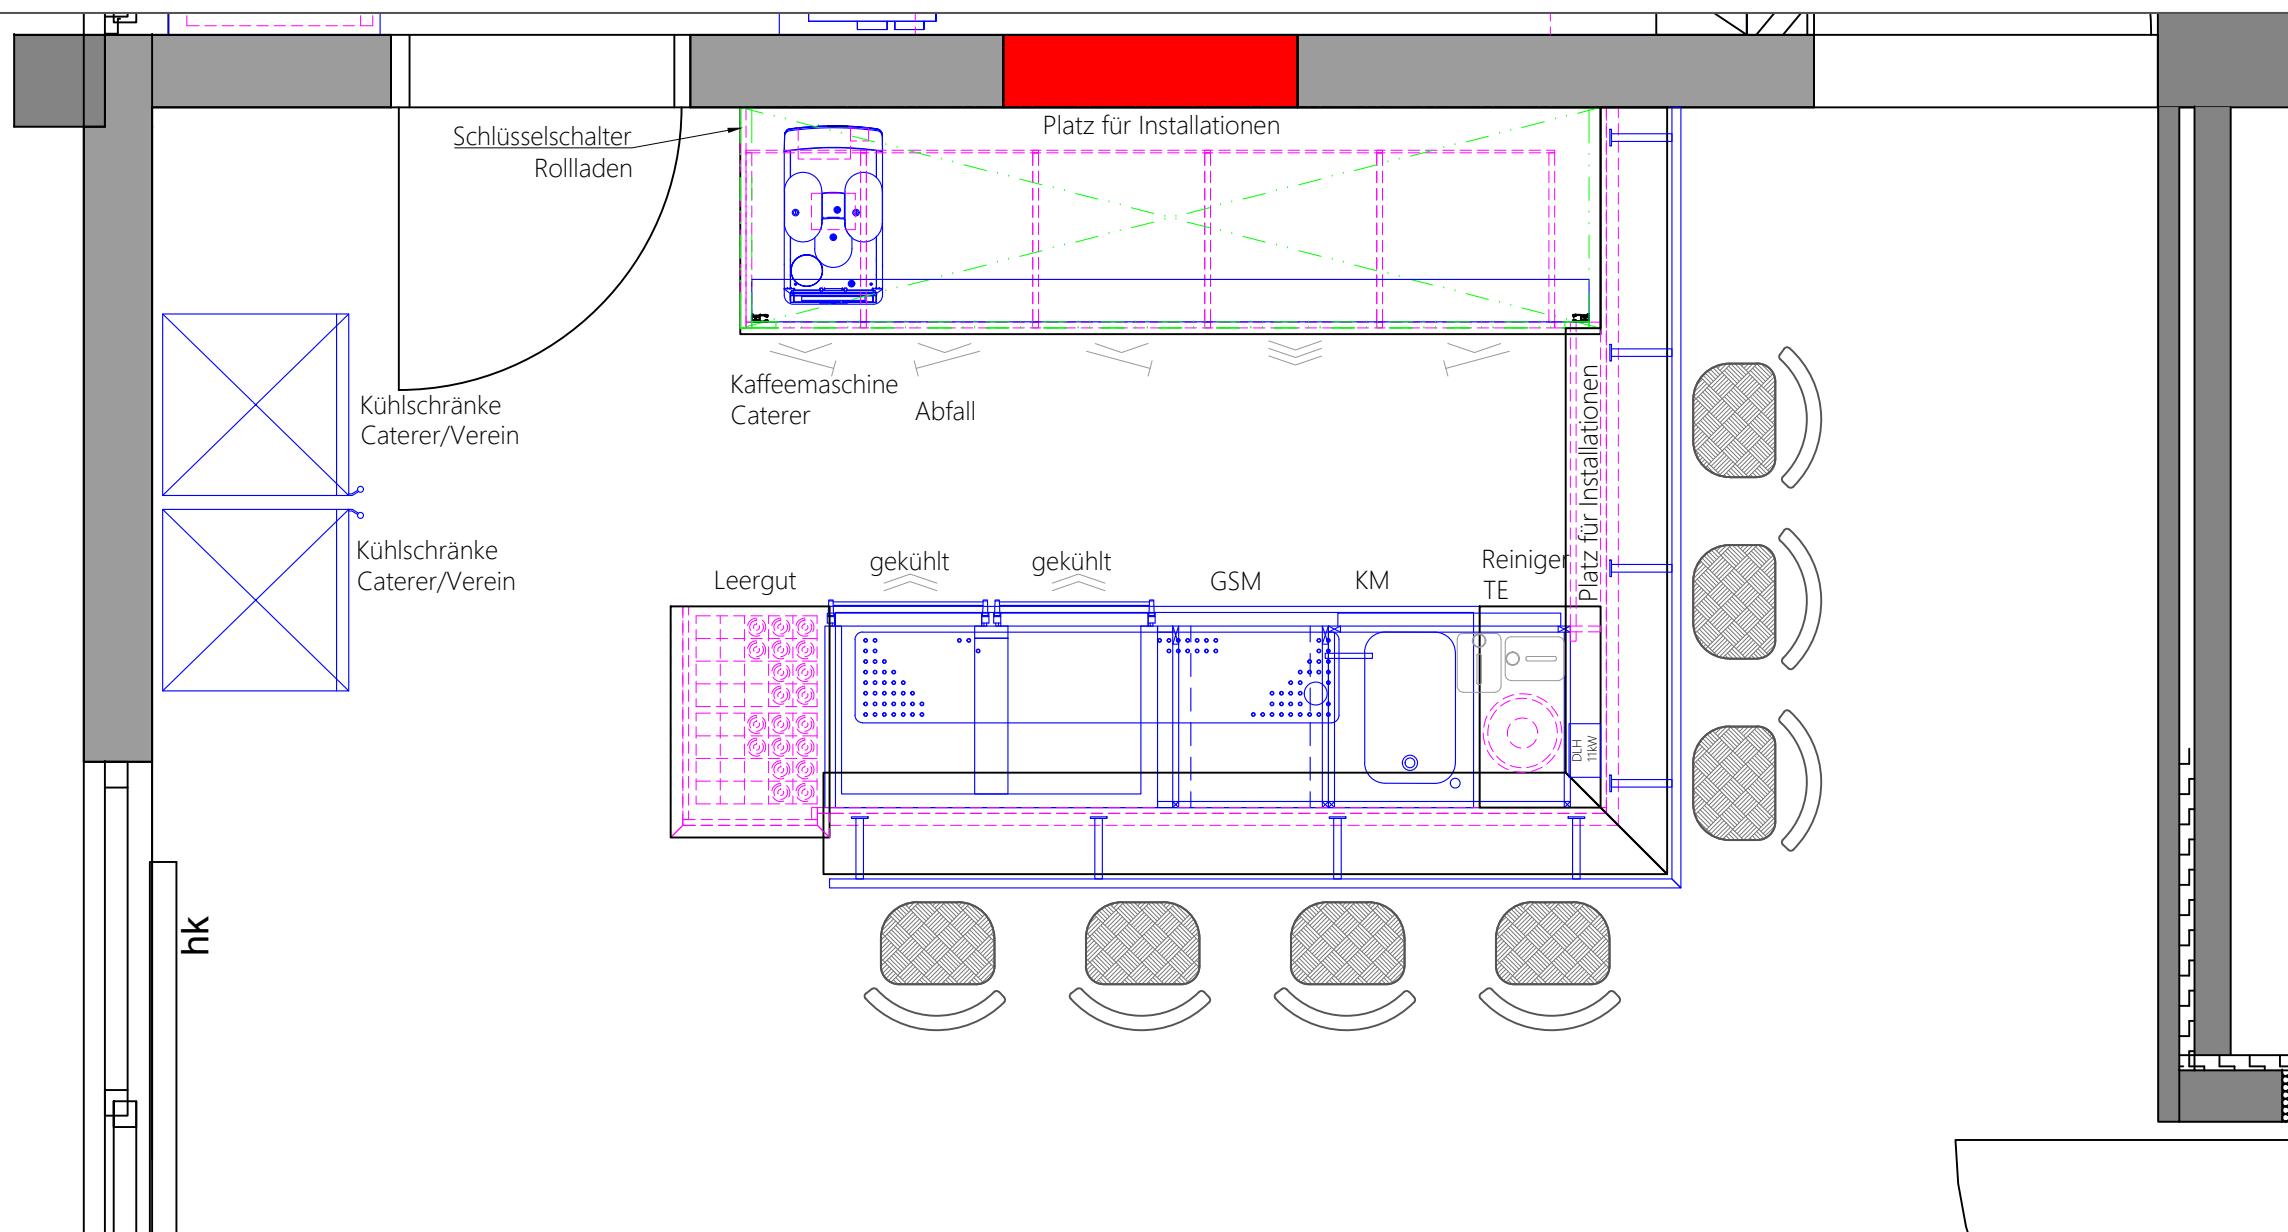 Schlüsselschalter
Rollladen
Platz für Installationen
Kaffeemaschine
Caterer
Abfall
Kühlschränke
Caterer/Verein
Kühlschränke
Caterer/Verein
Platz für Installationen
Leergut
gekühlt
gekühlt
GSM
KM
Reiniger
TE
DLH
11kW
hk